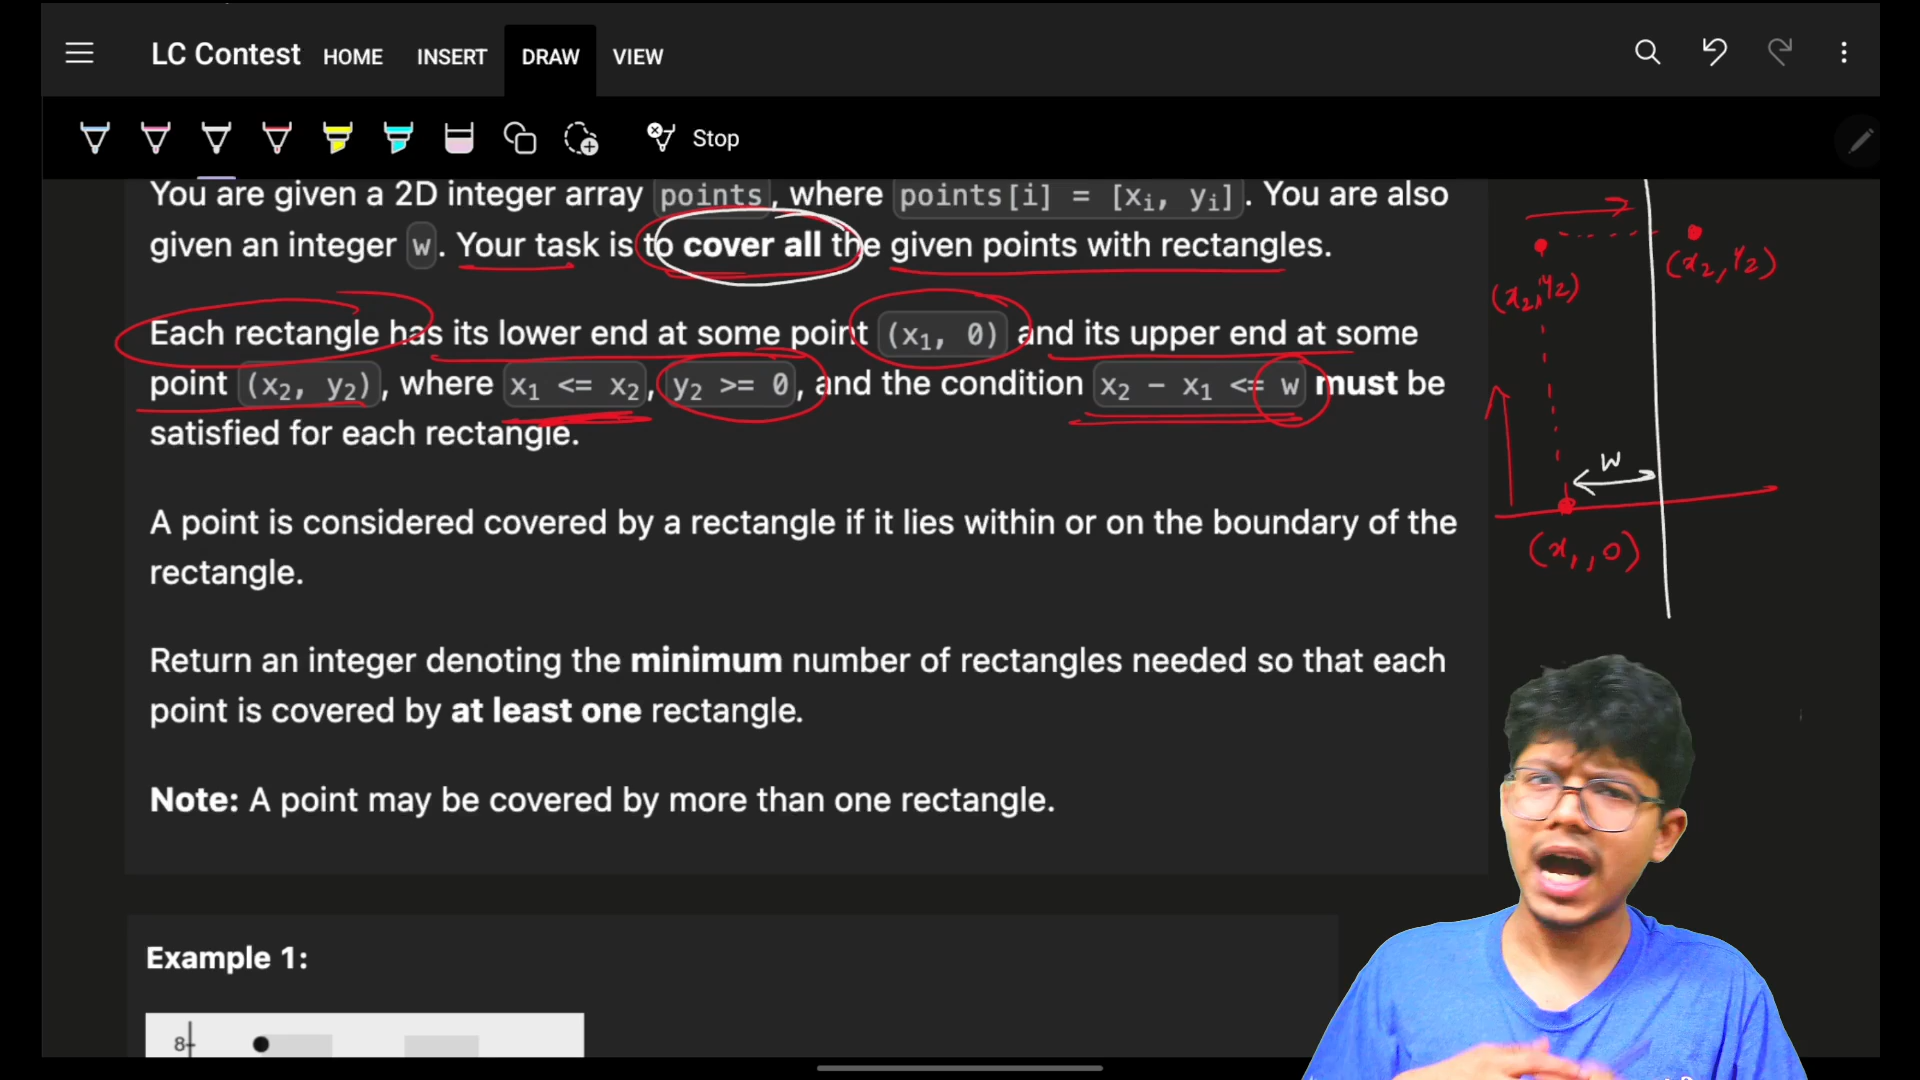 LC Contest HOME INSERT DRAW VIEW
Stop
You are given a 2D integer array points, where points[i] = [xᵢ, yᵢ]. You are also
given an integer w. Your task is to cover all the given points with rectangles.
Each rectangle has its lower end at some point (x₁, 0) and its upper end at some
point (x₂, y₂), where x₁ <= x₂, y₂ >= 0, and the condition x₂ - x₁ <= w must be
satisfied for each rectangle.
A point is considered covered by a rectangle if it lies within or on the boundary of the
rectangle.
Return an integer denoting the minimum number of rectangles needed so that each
point is covered by at least one rectangle.
Note: A point may be covered by more than one rectangle.
Example 1:
8
(x₂, y₂)
(x₂, y₂)
w
(x₁, 0)